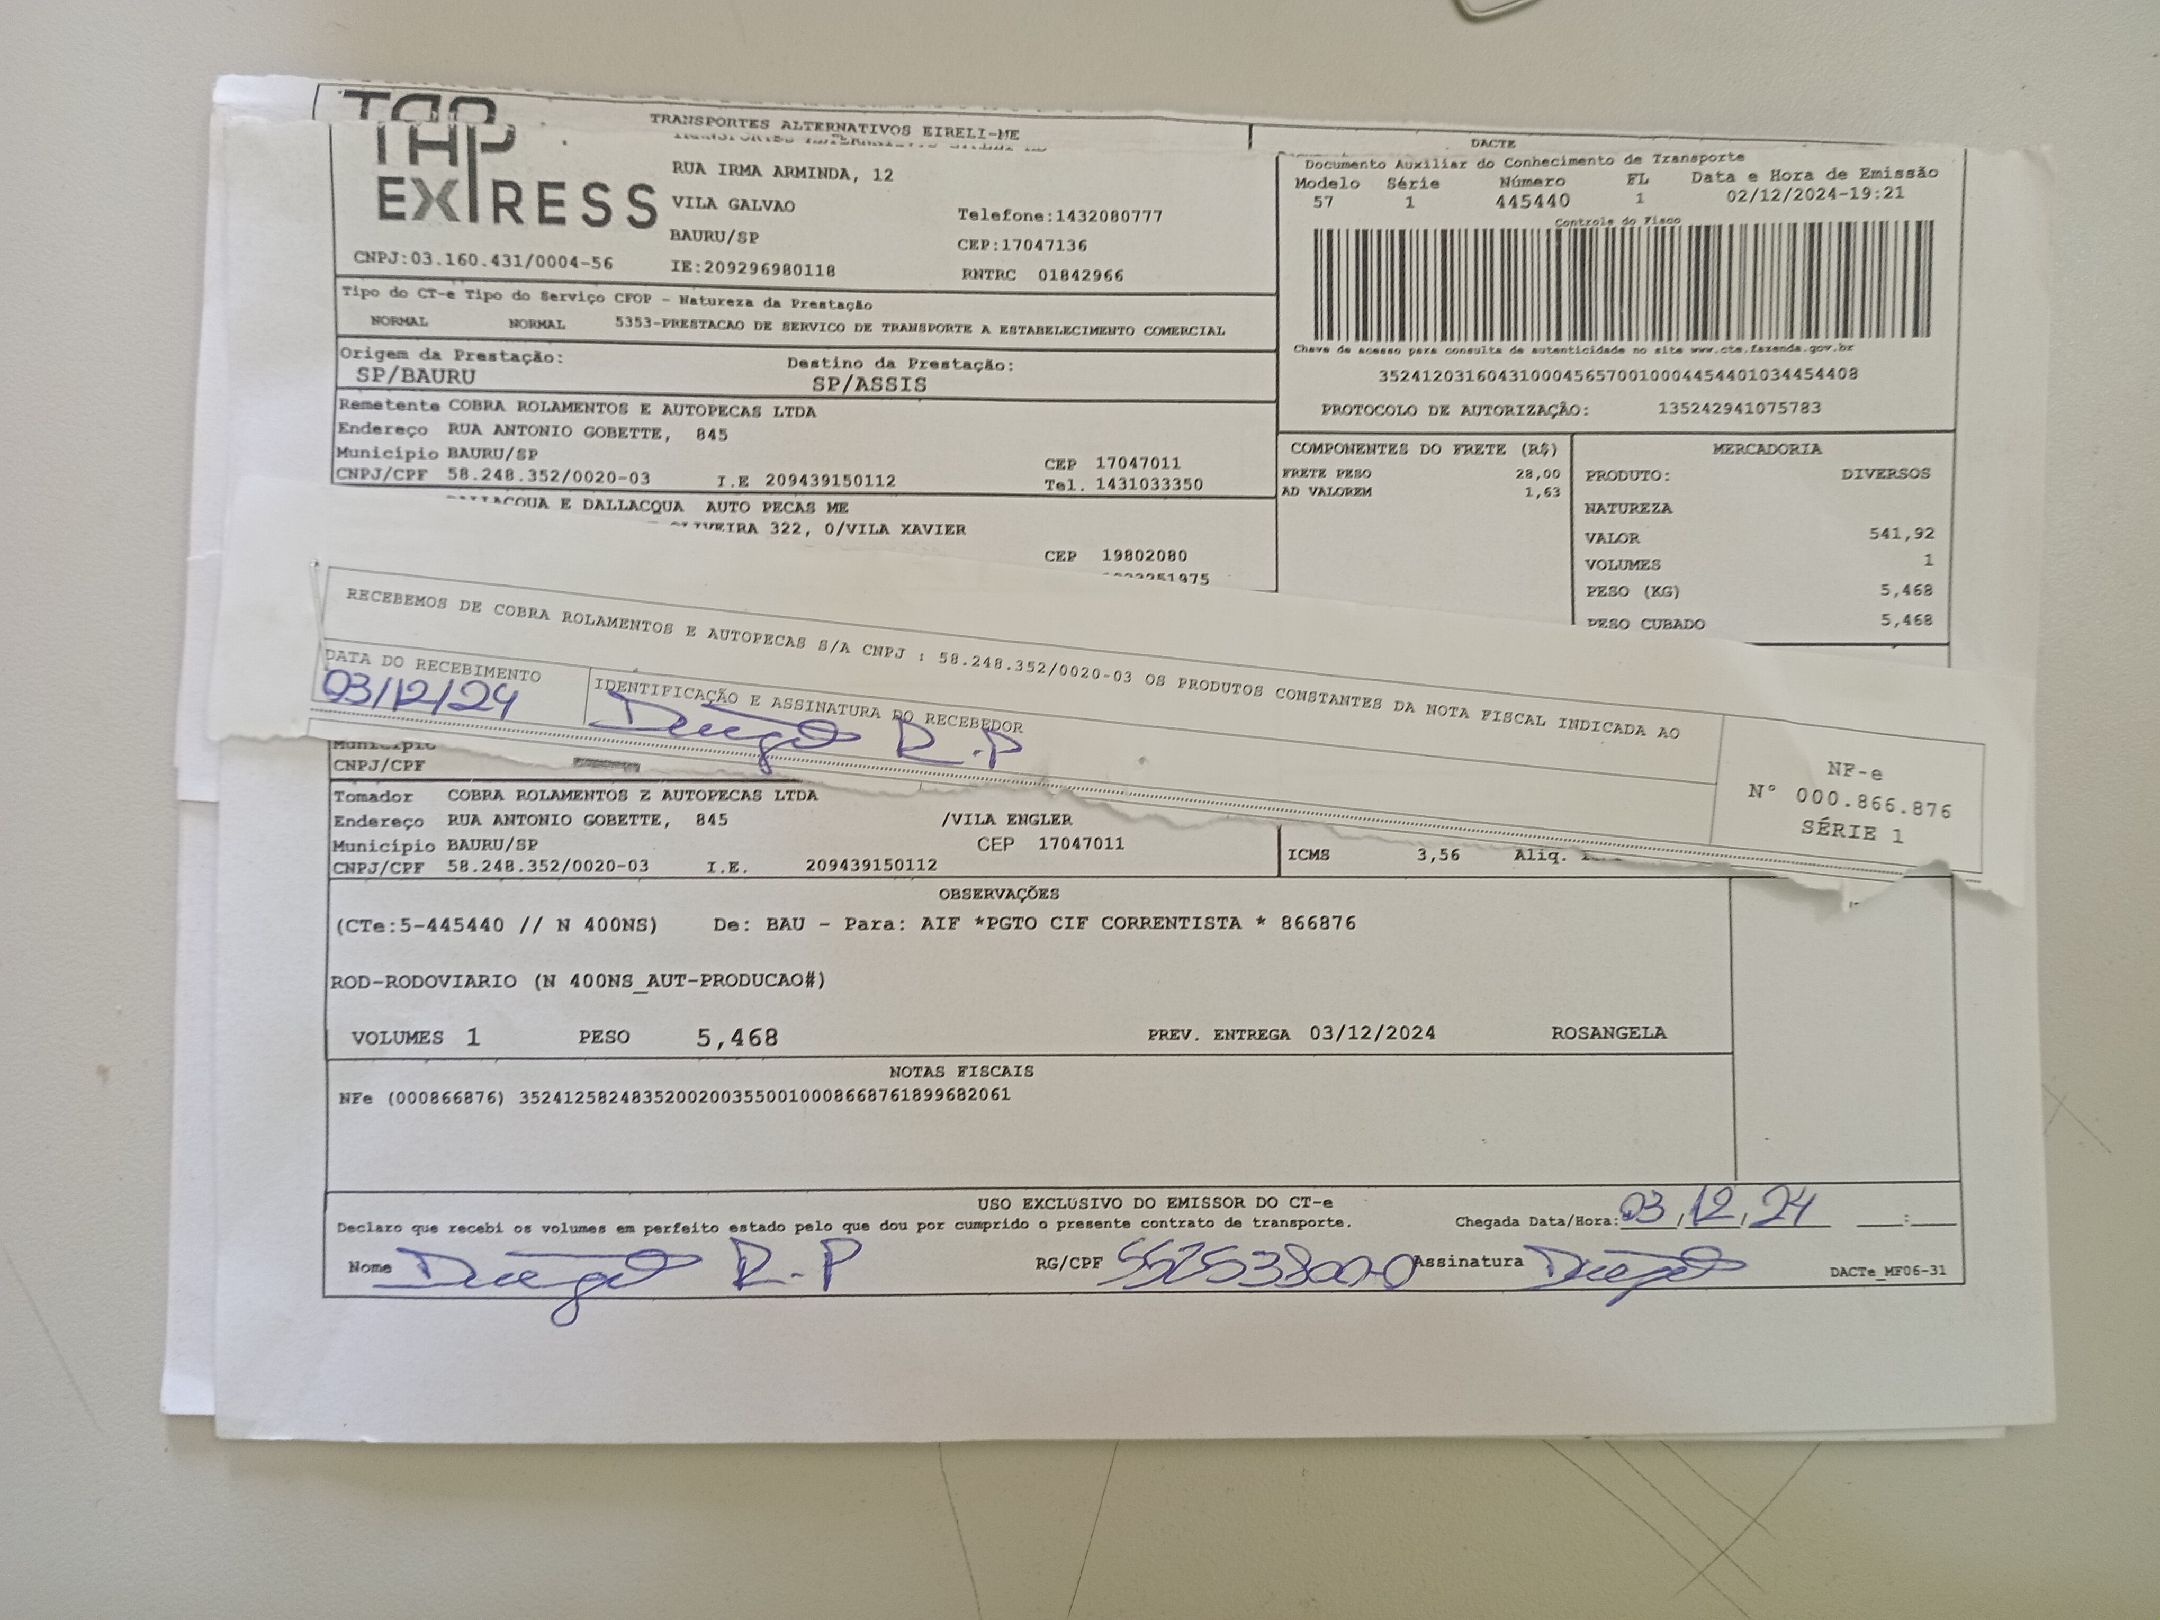 TAP
EXPRESS
TRANSPORTES ALTERNATIVOS EIRELI-ME
RUA IRMA ARMINDA, 12
VILA GALVAO
Telefone:1432080777
BAURU/SP
CEP:17047136
CNPJ:03.160.431/0004-56
IE:209296980118
RNTRC 01842966
DACTE
Documento Auxiliar do Conhecimento de Transporte
Modelo Série Número FL Data e Hora de Emissão
57 1 445440 1 02/12/2024-19:21
Controle do Fisco
Chave de acesso para consulta de autenticidade no site www.cte.fazenda.gov.br
35241203160431000456570010004454401034454408
PROTOCOLO DE AUTORIZAÇÃO: 135242941075783
Tipo do CT-e Tipo do Serviço CFOP - Natureza da Prestação
NORMAL NORMAL 5353-PRESTACAO DE SERVICO DE TRANSPORTE A ESTABELECIMENTO COMERCIAL
Origem da Prestação: Destino da Prestação:
SP/BAURU SP/ASSIS
Remetente COBRA ROLAMENTOS E AUTOPECAS LTDA
Endereço RUA ANTONIO GOBETTE, 845
Município BAURU/SP CEP 17047011
CNPJ/CPF 58.248.352/0020-03 I.E 209439150112 Tel. 1431033350
DALLACQUA E DALLACQUA AUTO PECAS ME
OLIVEIRA 322, 0/VILA XAVIER
CEP 19802080
COMPONENTES DO FRETE (R$)
FRETE PESO 28,00
AD VALOREM 1,63
MERCADORIA
PRODUTO: DIVERSOS
NATUREZA
VALOR 541,92
VOLUMES 1
PESO (KG) 5,468
PESO CUBADO 5,468
RECEBEMOS DE COBRA ROLAMENTOS E AUTOPECAS S/A CNPJ : 58.248.352/0020-03 OS PRODUTOS CONSTANTES DA NOTA FISCAL INDICADA AO
DATA DO RECEBIMENTO
03/12/24
IDENTIFICAÇÃO E ASSINATURA DO RECEBEDOR
Diego R.P
NF-e
Nº 000.866.876
SÉRIE 1
Município
CNPJ/CPF
Tomador COBRA ROLAMENTOS E AUTOPECAS LTDA
Endereço RUA ANTONIO GOBETTE, 845 /VILA ENGLER
Município BAURU/SP CEP 17047011
CNPJ/CPF 58.248.352/0020-03 I.E. 209439150112
ICMS 3,56 Aliq.
OBSERVAÇÕES
(CTe:5-445440 // N 400NS) De: BAU - Para: AIF *PGTO CIF CORRENTISTA * 866876
ROD-RODOVIARIO (N 400NS_AUT-PRODUCAO#)
VOLUMES 1 PESO 5,468 PREV. ENTREGA 03/12/2024 ROSANGELA
NOTAS FISCAIS
NFe (000866876) 35241258248352002003550010008668761899682061
USO EXCLUSIVO DO EMISSOR DO CT-e
Declaro que recebi os volumes em perfeito estado pelo que dou por cumprido o presente contrato de transporte.
Chegada Data/Hora: 03/12/24 __:__
Nome Diego R.P RG/CPF Assinatura Diego
DACTe_MF06-31